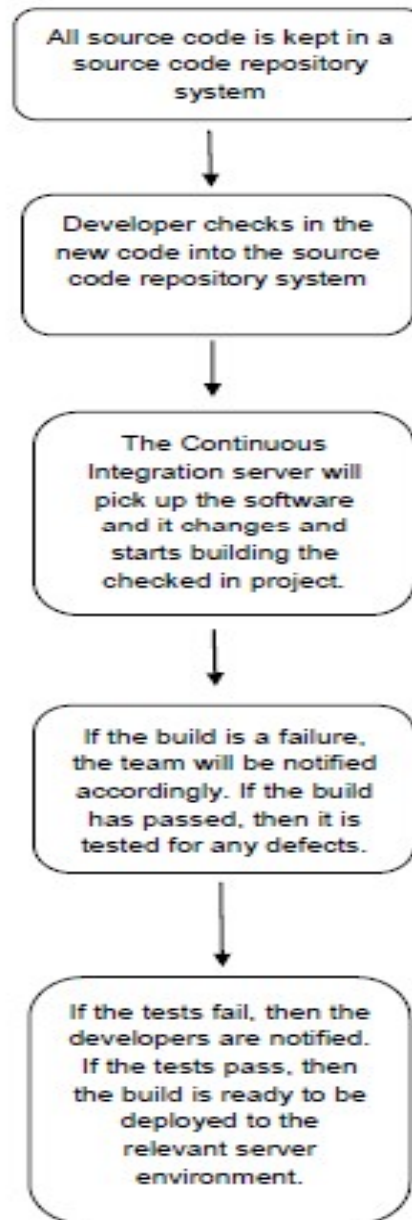 All source code is kept in a
source code repository
system
Developer checks in the
new code into the source
code repository system
The Continuous
Integration server will
pick up the software
and it changes and
starts building the
checked in project.
If the build is a failure,
the team will be notified
accordingly. If the build
has passed, then it is
tested for any defects.
If the tests fail, then the
developers are notified.
If the tests pass, then
the build is ready to be
deployed to the
relevant server
environment.